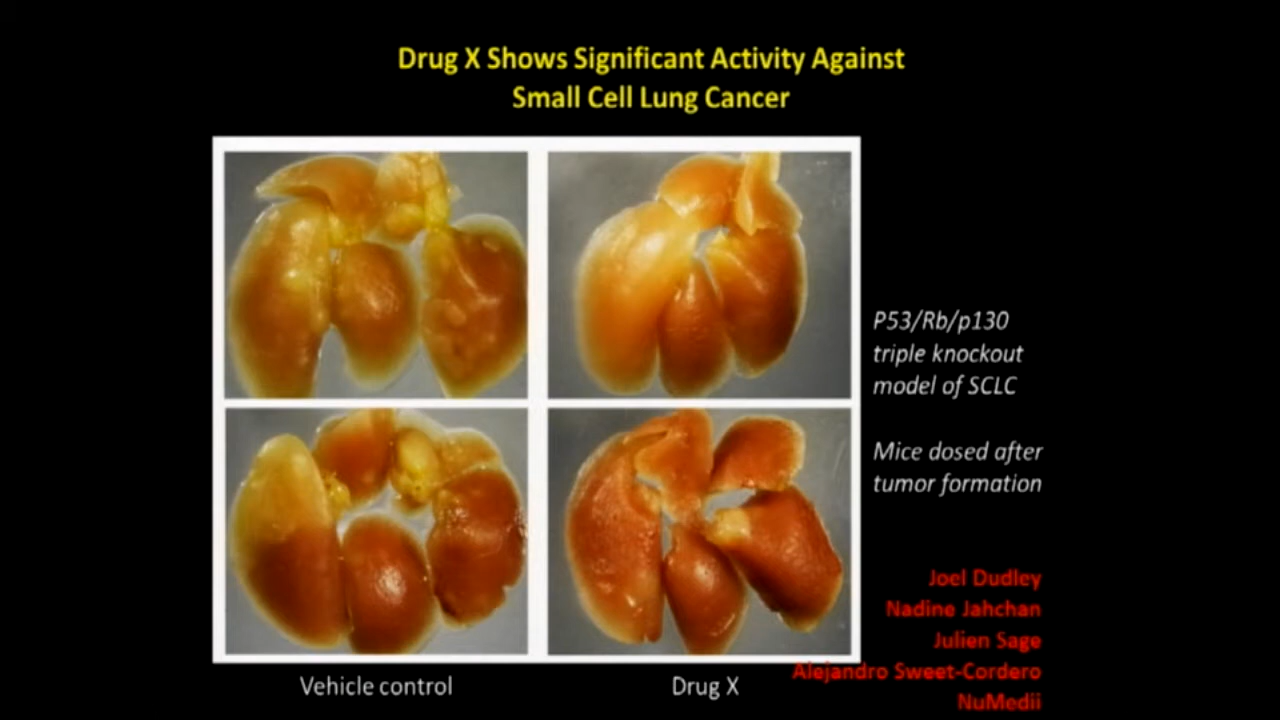 Drug X Shows Significant Activity Against
Small Cell Lung Cancer
P53/Rb/p130
triple knockout
model of SCLC
Mice dosed after
tumor formation
Joel Dudley
Nadine Jahchan
Julien Sage
Alejandro Sweet-Cordero
NuMedii
Vehicle control
Drug X